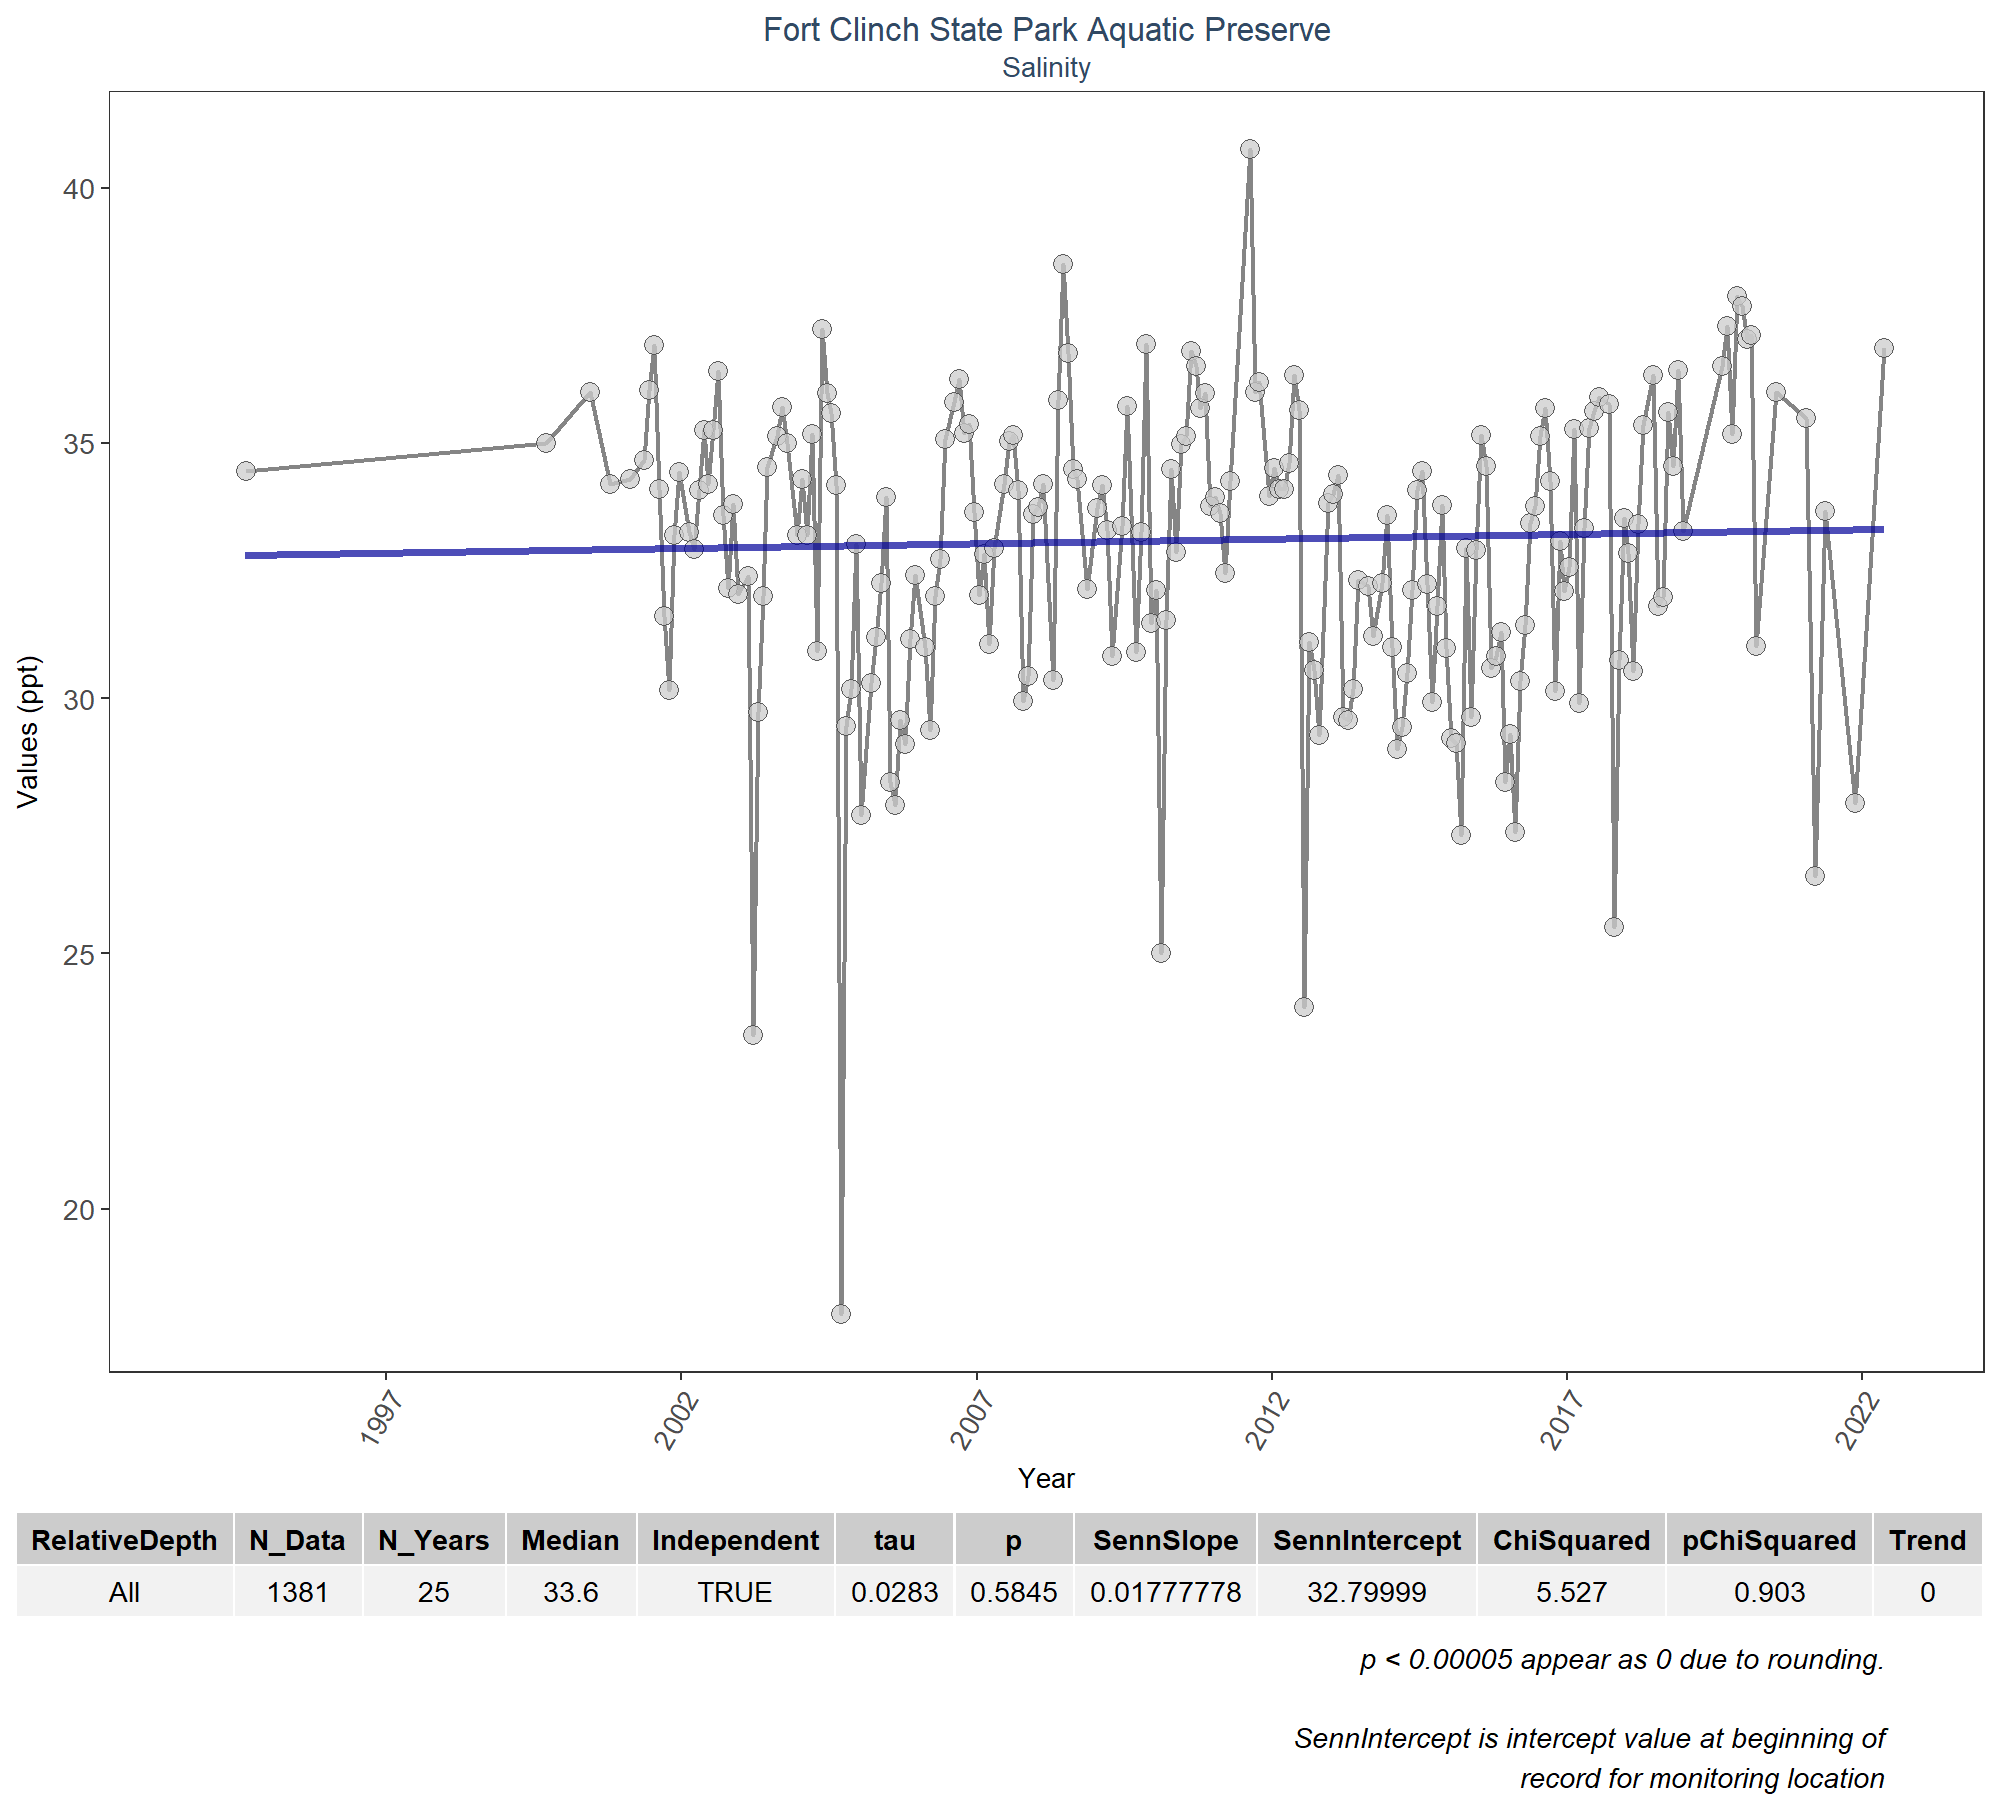 Fort Clinch State Park Aquatic Preserve
Salinity
Values (ppt)
40
35
30
25
20
1997 2002 2007 2012 2017 2022
Year
RelativeDepth N_Data N_Years Median Independent tau p SennSlope SennIntercept ChiSquared pChiSquared Trend
All 1381 25 33.6 TRUE 0.0283 0.5845 0.01777778 32.79999 5.527 0.903 0
p < 0.00005 appear as 0 due to rounding.
SennIntercept is intercept value at beginning of
record for monitoring location